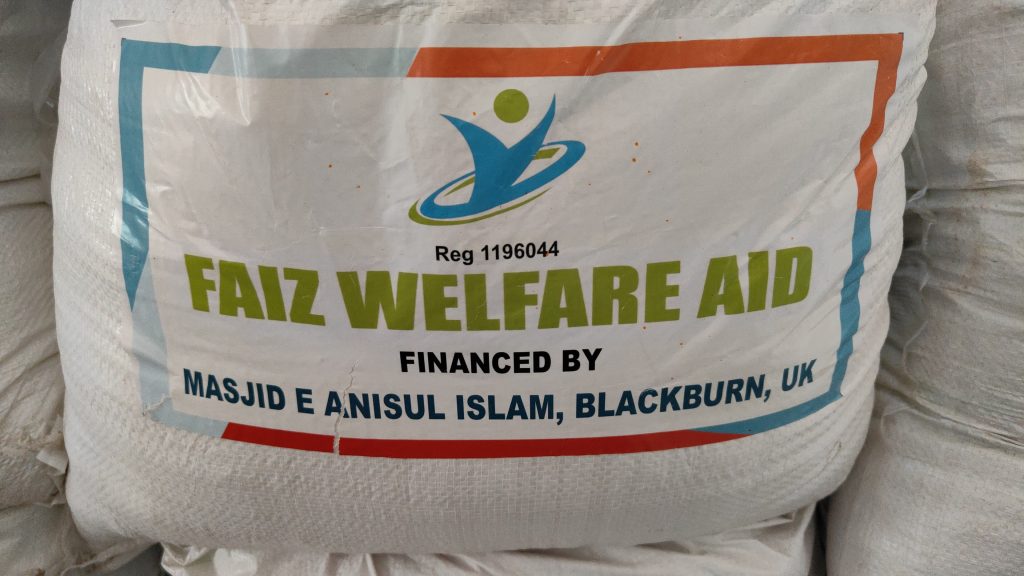 Reg 1196044
FAIZ WELFARE AID
FINANCED BY
MASJID E ANISUL ISLAM, BLACKBURN, UK